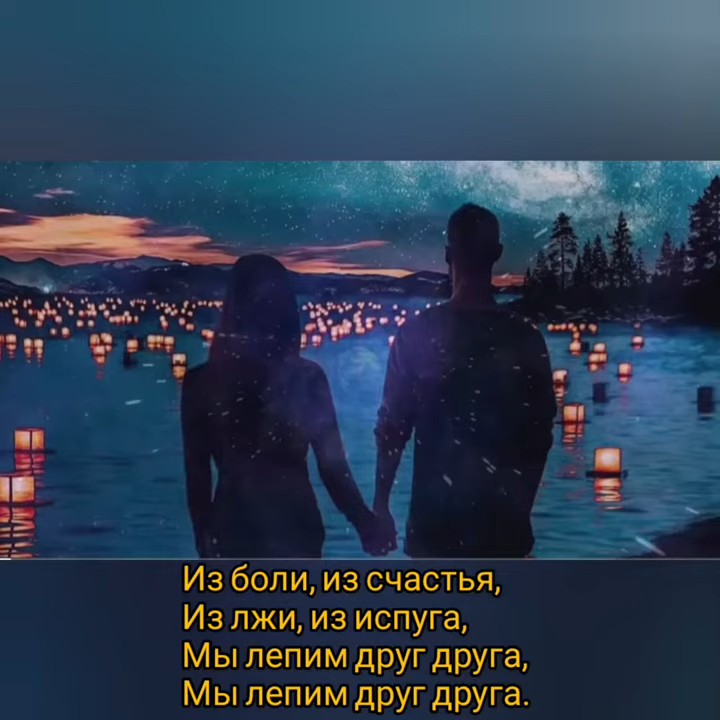 Из боли, из счастья,
Из лжи, из испуга,
Мы лепим друг друга,
Мы лепим друг друга.